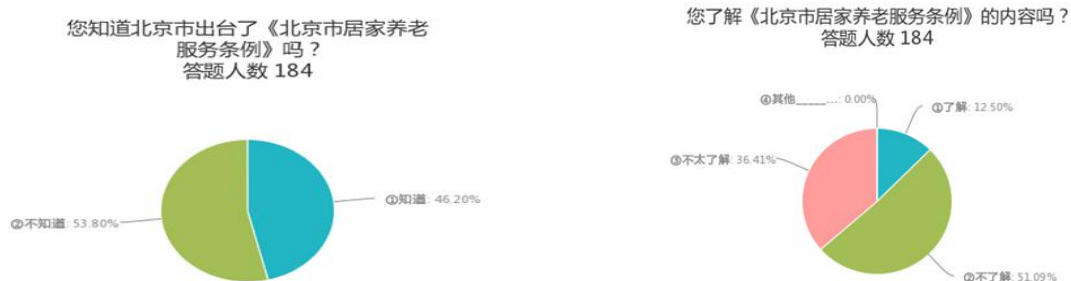 您知道北京市出台了《北京市居家养老
服务条例》吗？
答题人数 184
①知道: 46.20%
②不知道: 53.80%
您了解《北京市居家养老服务条例》的内容吗？
答题人数 184
④其他_____...: 0.00%
①了解: 12.50%
③不太了解: 36.41%
②不了解: 51.09%